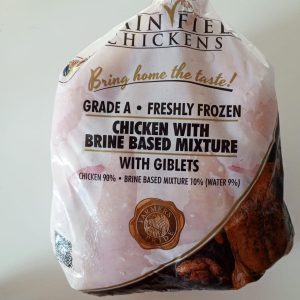 CHICKENS
Bring home the taste!
GRADE A • FRESHLY FROZEN
CHICKEN WITH
BRINE BASED MIXTURE
WITH GIBLETS
CHICKEN 90% • BRINE BASED MIXTURE 10% (WATER 9%)